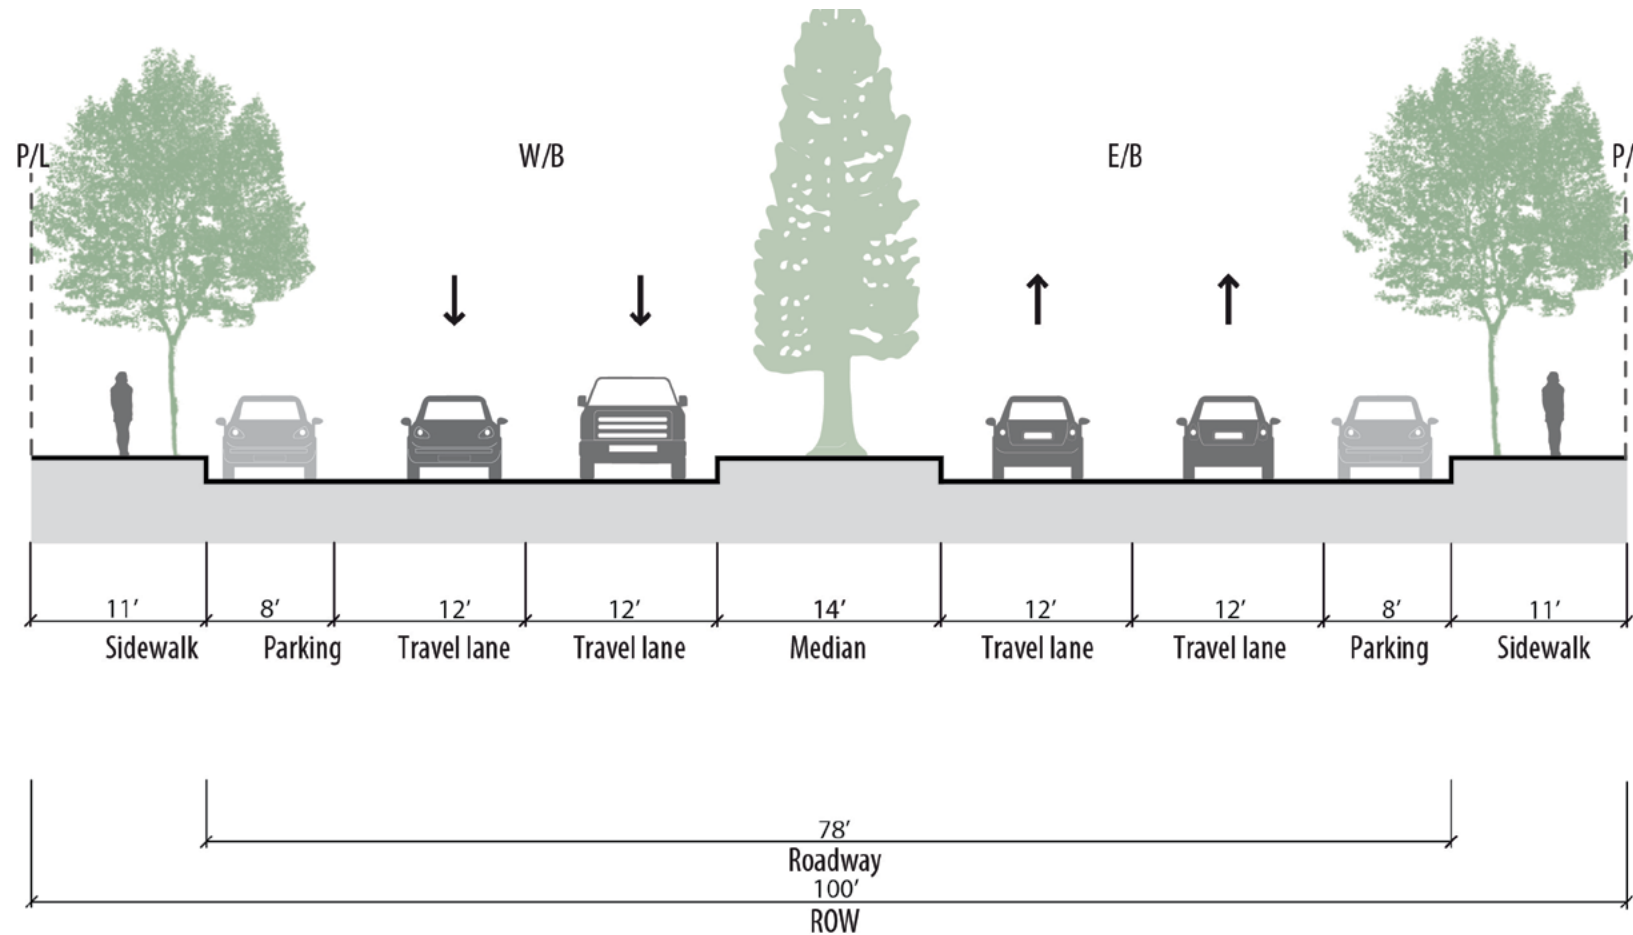 P/L
W/B
E/B
P/
11′ 8′ 12′ 12′ 14′ 12′ 12′ 8′ 11′
Sidewalk Parking Travel lane Travel lane Median Travel lane Travel lane Parking Sidewalk
78′
Roadway
100′
ROW